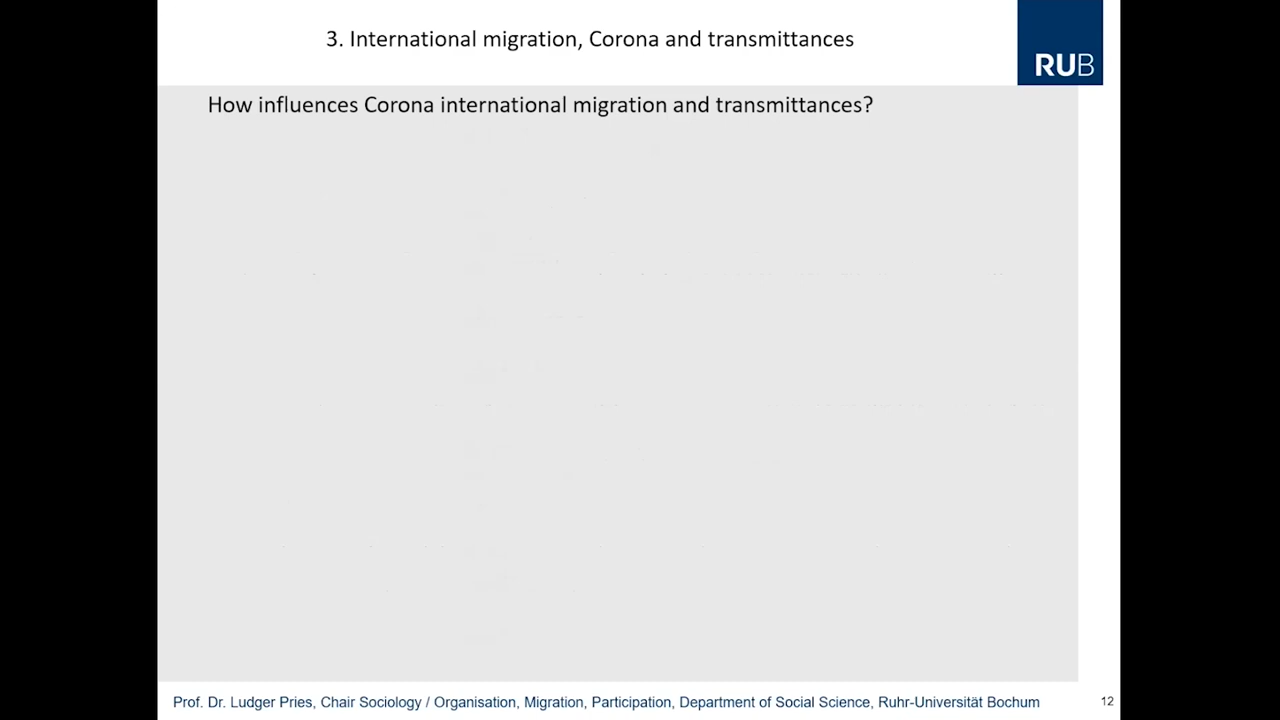 3. International migration, Corona and transmittances
RUB
How influences Corona international migration and transmittances?
Prof. Dr. Ludger Pries, Chair Sociology / Organisation, Migration, Participation, Department of Social Science, Ruhr-Universität Bochum
12